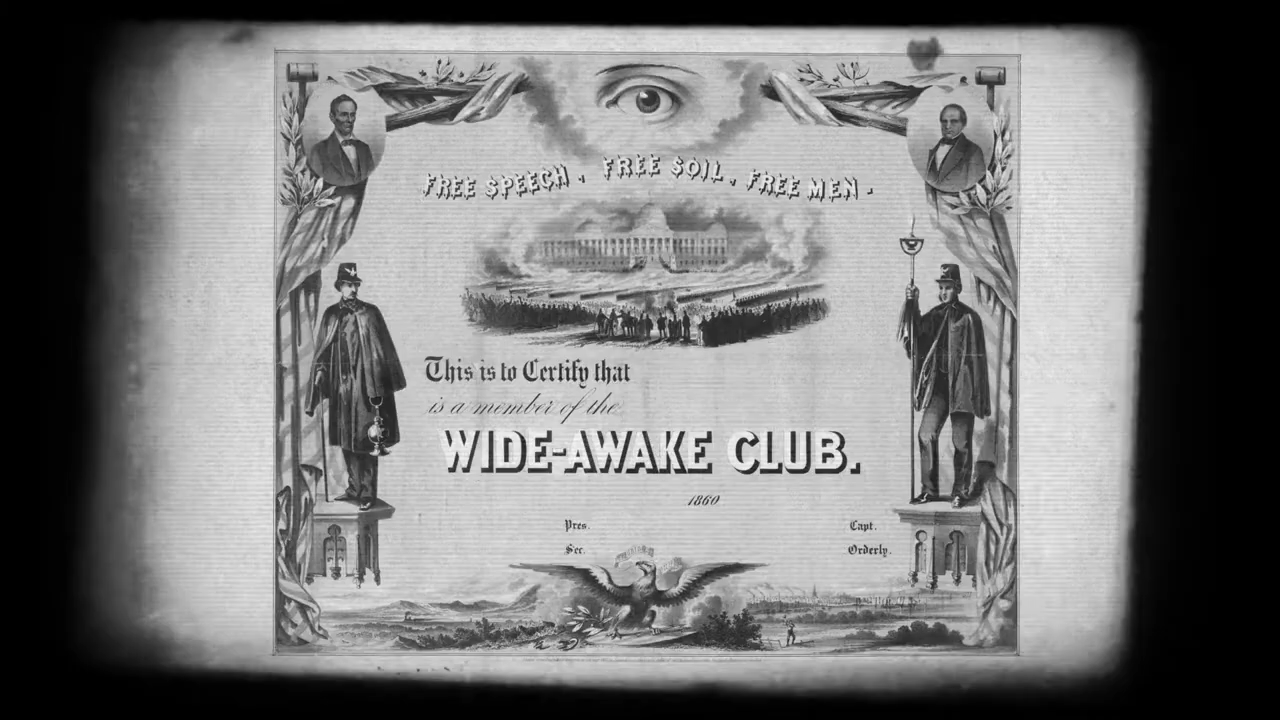 FREE SPEECH, FREE SOIL, FREE MEN.
This is to Certify that
is a member of the
WIDE-AWAKE CLUB.
1860
Pres.
Capt.
Sec.
Orderly.